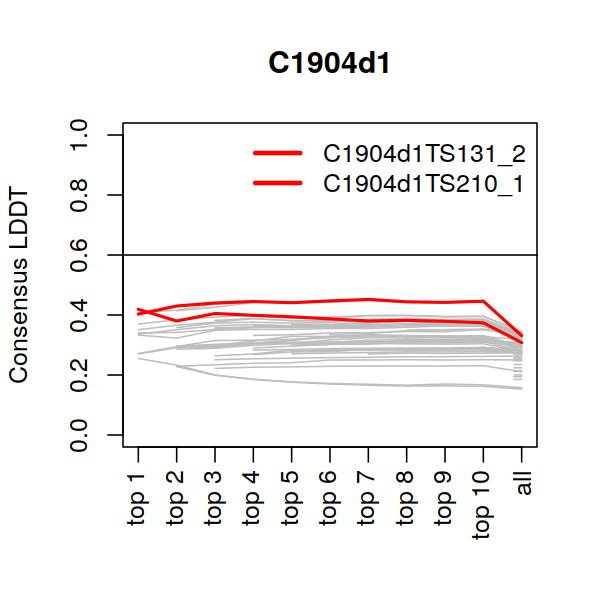 C1904d1
C1904d1TS131_2
C1904d1TS210_1
Consensus LDDT
1.0
0.8
0.6
0.4
0.2
0.0
top 1
top 2
top 3
top 4
top 5
top 6
top 7
top 8
top 9
top 10
all